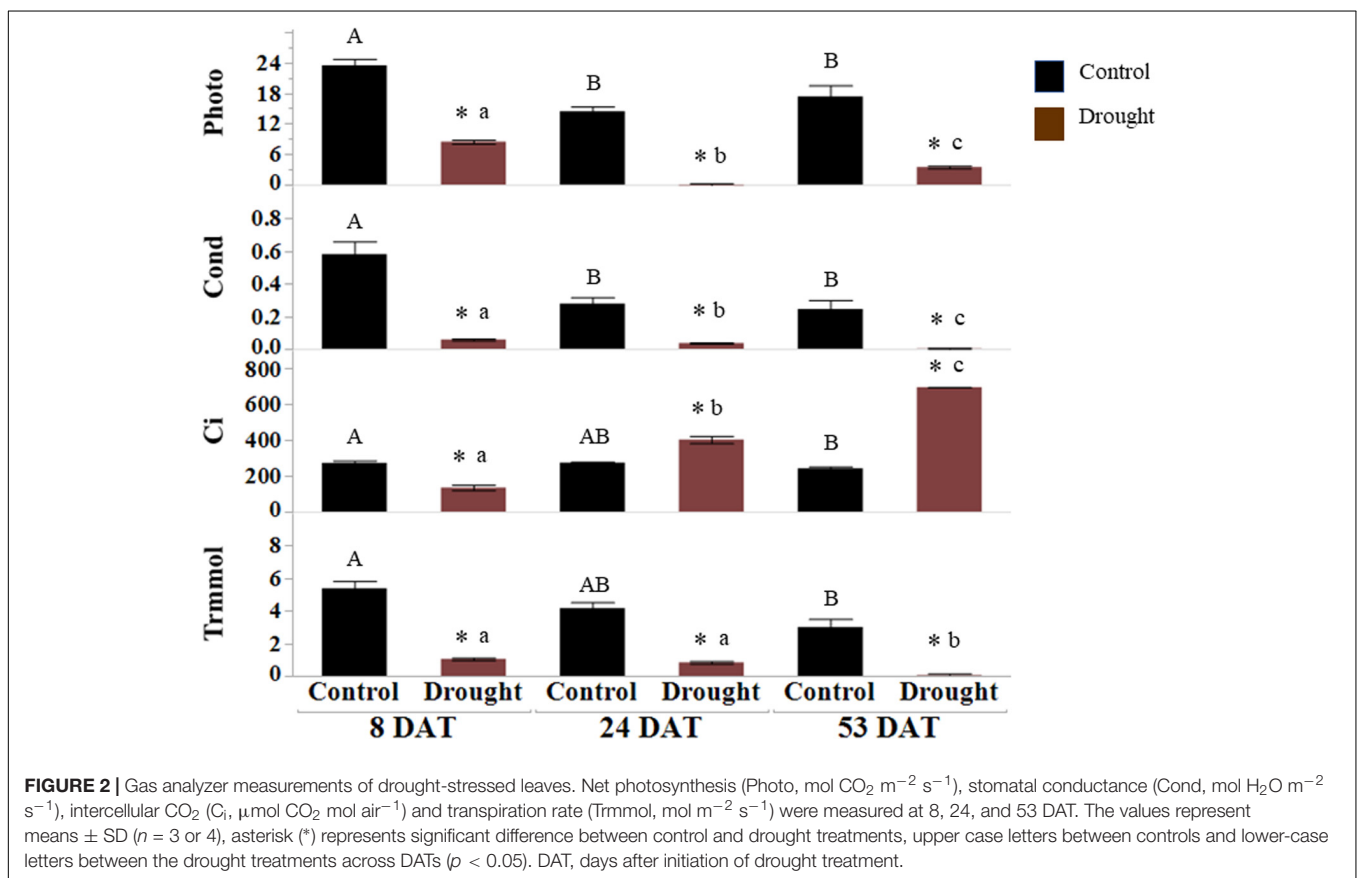 A
B
B
* a
* b
* c
Photo
24
18
12
6
0
Control
Drought
A
B
B
* a
* b
* c
Cond
0.8
0.6
0.4
0.2
0.0
A
AB
B
* a
* b
* c
Ci
800
600
400
200
0
A
AB
B
* a
* a
* b
Trmmol
8
6
4
2
0
Control Drought Control Drought Control Drought
8 DAT 24 DAT 53 DAT
FIGURE 2 | Gas analyzer measurements of drought-stressed leaves. Net photosynthesis (Photo, mol CO₂ m⁻² s⁻¹), stomatal conductance (Cond, mol H₂O m⁻²
s⁻¹), intercellular CO₂ (Cᵢ, μmol CO₂ mol air⁻¹) and transpiration rate (Trmmol, mol m⁻² s⁻¹) were measured at 8, 24, and 53 DAT. The values represent
means ± SD (n = 3 or 4), asterisk (*) represents significant difference between control and drought treatments, upper case letters between controls and lower-case
letters between the drought treatments across DATs (p < 0.05). DAT, days after initiation of drought treatment.